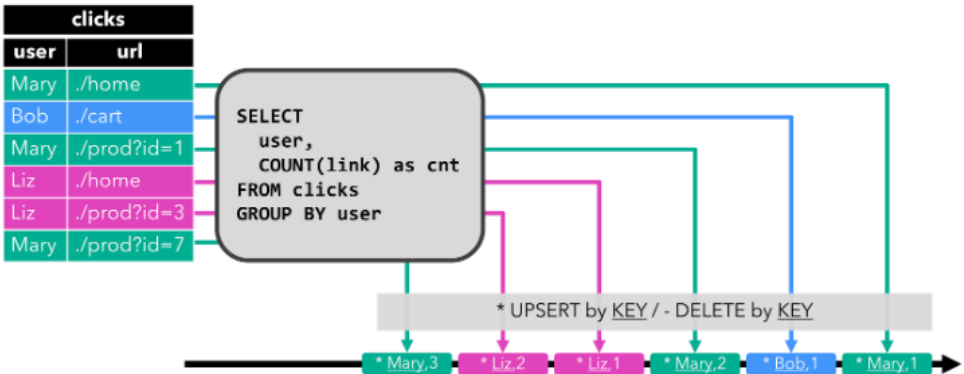 clicks
user url
Mary ./home
Bob ./cart
Mary ./prod?id=1
Liz ./home
Liz ./prod?id=3
Mary ./prod?id=7
SELECT
user,
COUNT(link) as cnt
FROM clicks
GROUP BY user
* UPSERT by KEY / - DELETE by KEY
* Mary,3 * Liz,2 * Liz,1 * Mary,2 * Bob,1 * Mary,1